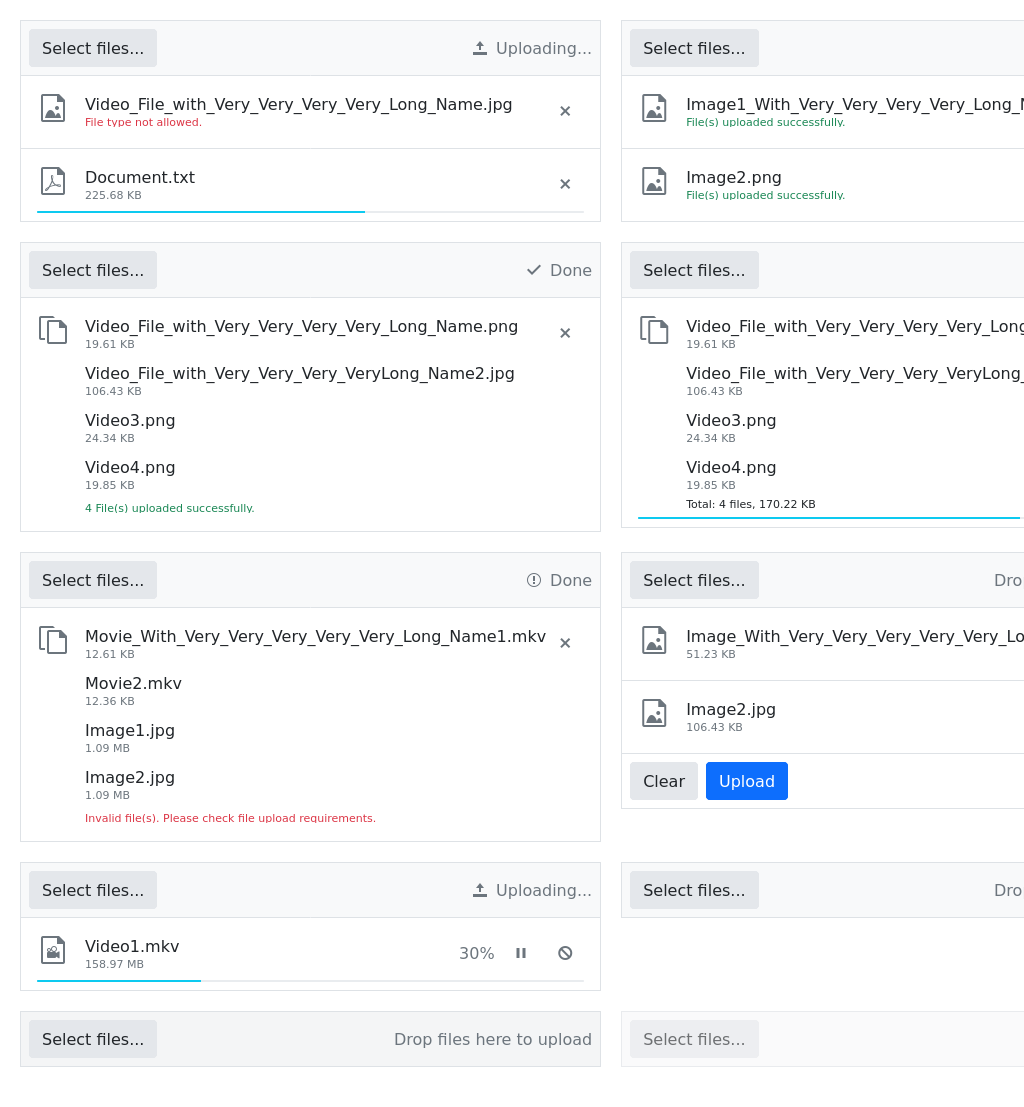 Select files...
Uploading...
Video_File_with_Very_Very_Very_Very_Long_Name.jpg
File type not allowed.
Document.txt
225.68 KB
Select files...
Image1_With_Very_Very_Very_Very_Long_
File(s) uploaded successfully.
Image2.png
File(s) uploaded successfully.
Select files...
Done
Video_File_with_Very_Very_Very_Very_Long_Name.png
19.61 KB
Video_File_with_Very_Very_Very_VeryLong_Name2.jpg
106.43 KB
Video3.png
24.34 KB
Video4.png
19.85 KB
4 File(s) uploaded successfully.
Select files...
Video_File_with_Very_Very_Very_Very_Long
19.61 KB
Video_File_with_Very_Very_Very_VeryLong_
106.43 KB
Video3.png
24.34 KB
Video4.png
19.85 KB
Total: 4 files, 170.22 KB
Select files...
Done
Movie_With_Very_Very_Very_Very_Very_Long_Name1.mkv
12.61 KB
Movie2.mkv
12.36 KB
Image1.jpg
1.09 MB
Image2.jpg
1.09 MB
Invalid file(s). Please check file upload requirements.
Select files...
Dro
Image_With_Very_Very_Very_Very_Very_Lo
51.23 KB
Image2.jpg
106.43 KB
Clear
Upload
Select files...
Uploading...
Video1.mkv
158.97 MB
30%
Select files...
Dro
Select files...
Drop files here to upload
Select files...